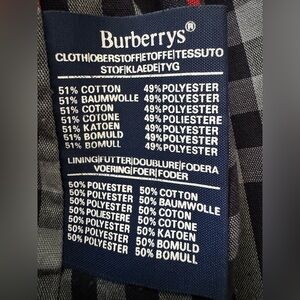 Burberrys®
CLOTH|OBERSTOFF|ETOFFE|TESSUTO
STOF|KLAEDE|TYG
51% COTTON 49% POLYESTER
51% BAUMWOLLE 49% POLYESTER
51% COTON 49% POLYESTER
51% COTONE 49% POLIESTERE
51% KATOEN 49% POLYESTER
51% BOMULD 49% POLYESTER
51% BOMULL 49% POLYESTER
LINING|FUTTER|DOUBLURE|FODERA
VOERING|FOER|FODER
50% POLYESTER 50% COTTON
50% POLYESTER 50% BAUMWOLLE
50% POLYESTER 50% COTON
50% POLIESTERE 50% COTONE
50% POLYESTER 50% KATOEN
50% POLYESTER 50% BOMULD
50% POLYESTER 50% BOMULL